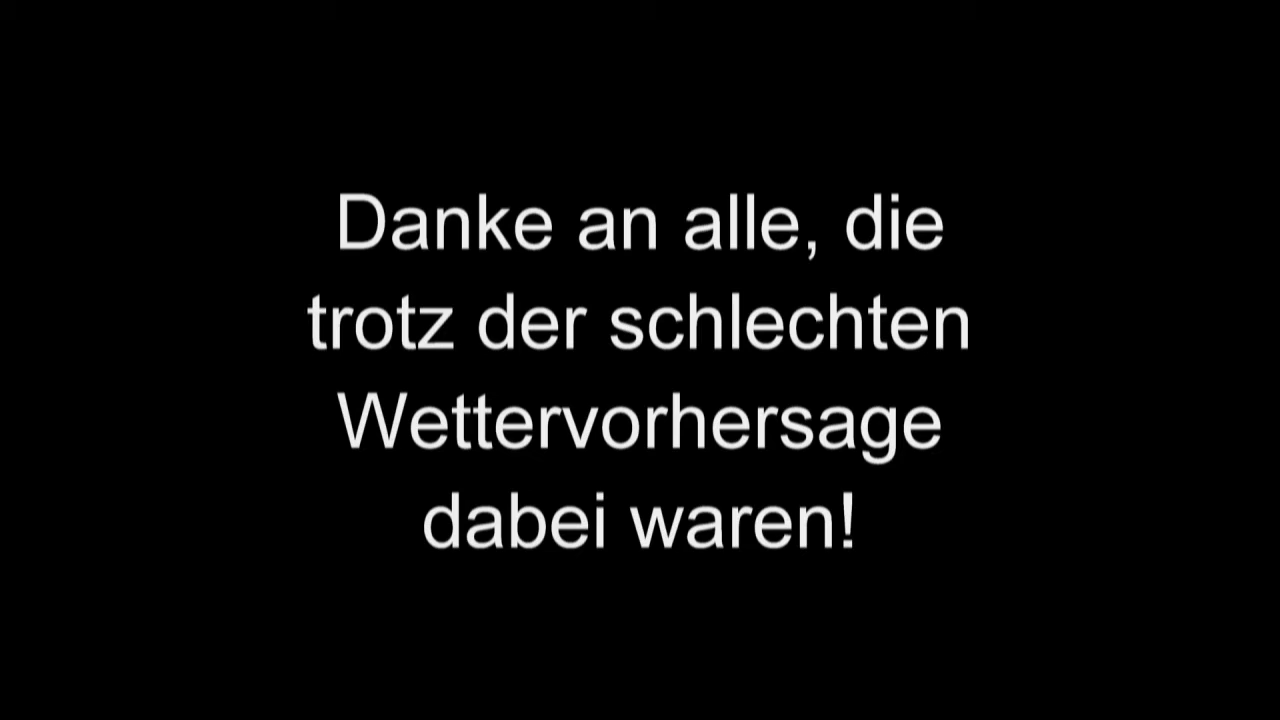 Danke an alle, die
trotz der schlechten
Wettervorhersage
dabei waren!